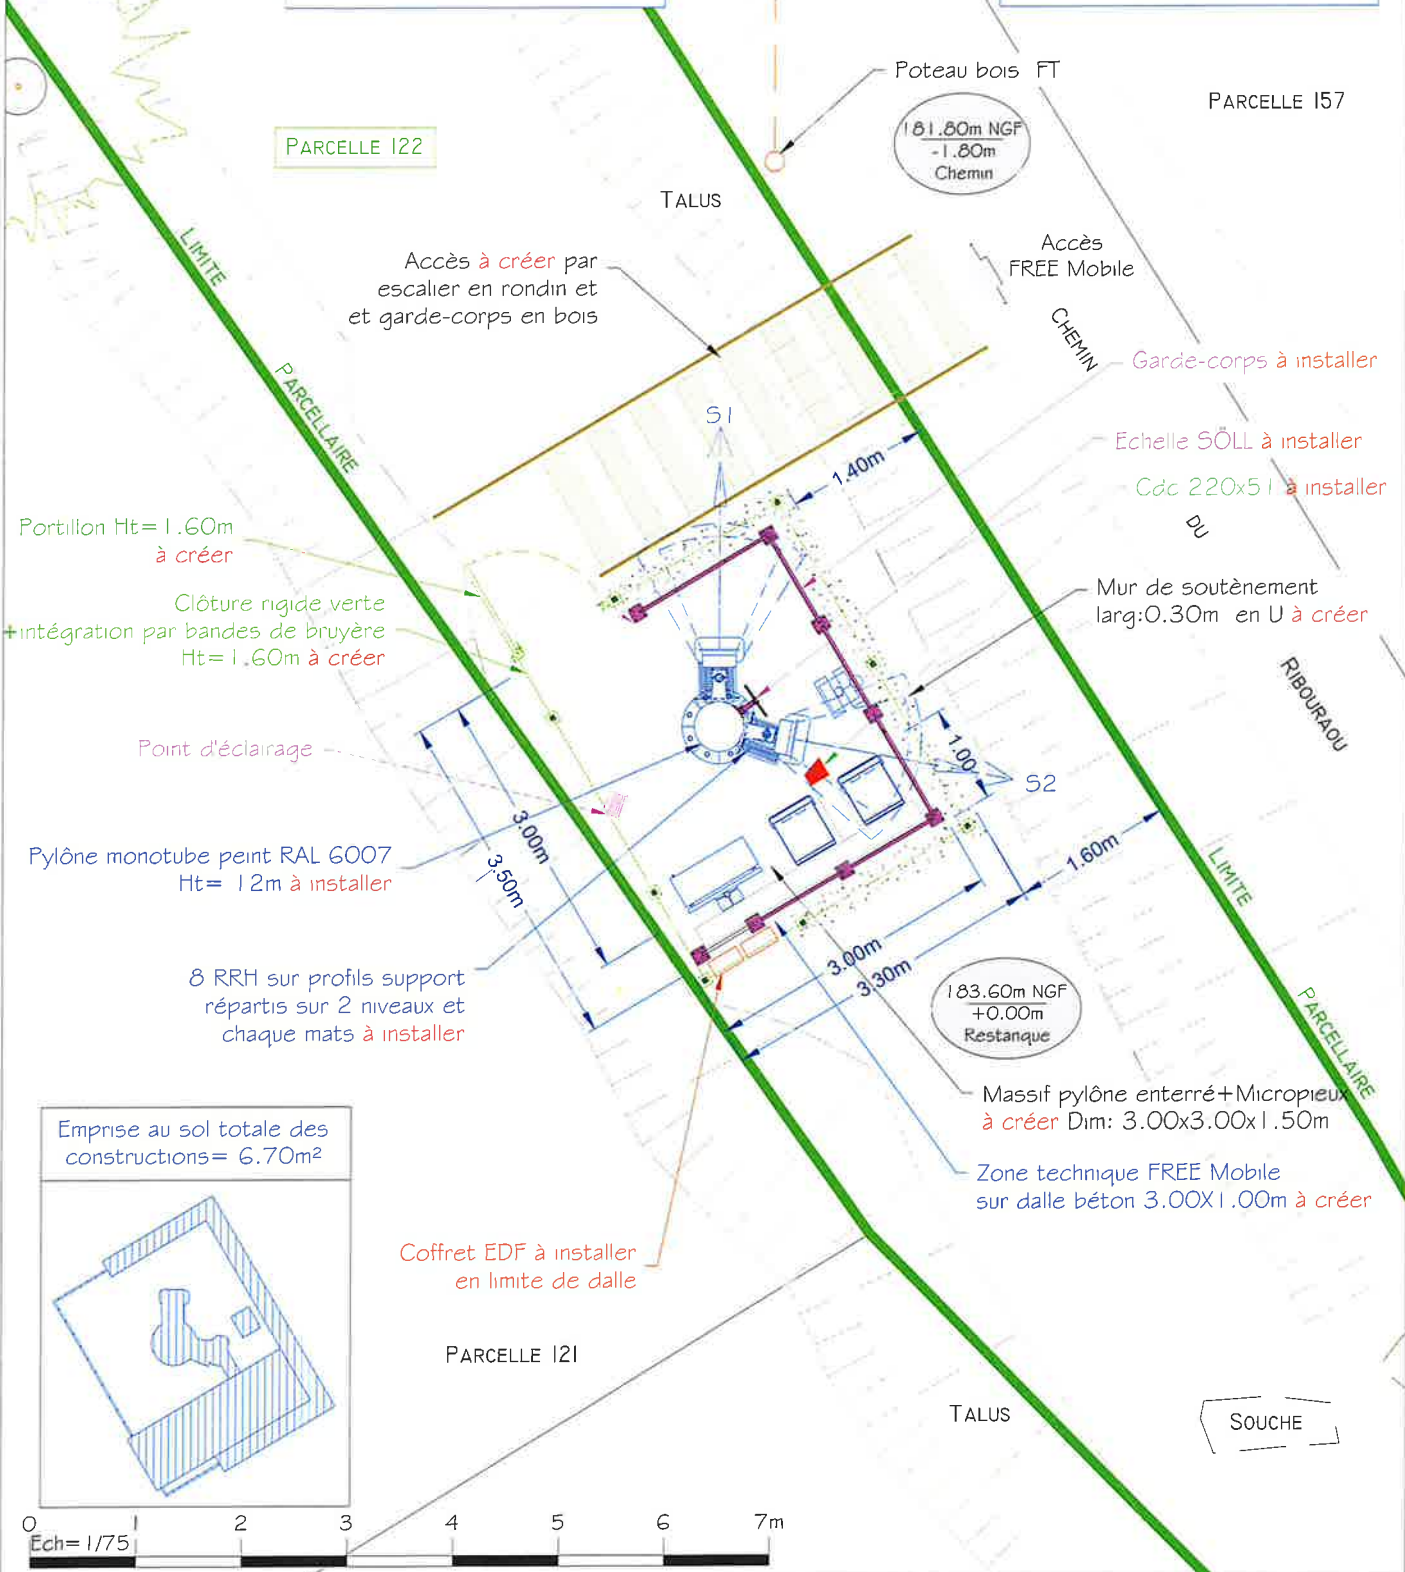 Poteau bois FT
PARCELLE 157
181.80m NGF
-1.80m
Chemin
PARCELLE 122
TALUS
LIMITE
PARCELLAIRE
Accès à créer par
escalier en rondin et
et garde-corps en bois
Accès
FREE Mobile
CHEMIN
DU
RIBOURAOU
Garde-corps à installer
S1
Echelle SÖLL à installer
1.40m
Cdc 220x51 à installer
Portillon Ht=1.60m
à créer
Clôture rigide verte
+intégration par bandes de bruyère
Ht=1.60m à créer
Mur de soutènement
larg:0.30m en U à créer
Point d'éclairage
1.00
S2
3.00m
3.50m
Pylône monotube peint RAL 6007
Ht= 12m à installer
1.60m
LIMITE
PARCELLAIRE
3.00m
3.30m
8 RRH sur profils support
répartis sur 2 niveaux et
chaque mats à installer
183.60m NGF
+0.00m
Restanque
Massif pylône enterré+Micropieux
à créer Dim: 3.00x3.00x1.50m
Zone technique FREE Mobile
sur dalle béton 3.00X1.00m à créer
Emprise au sol totale des
constructions= 6.70m²
Coffret EDF à installer
en limite de dalle
PARCELLE 121
TALUS
SOUCHE
0 1 2 3 4 5 6 7m
Ech=1/75